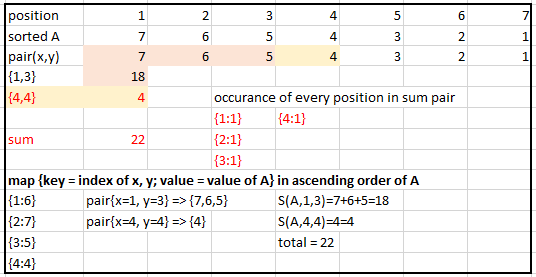 position 1 2 3 4 5 6 7
sorted A 7 6 5 4 3 2 1
pair(x,y) 7 6 5 4 3 2 1
{1,3} 18
{4,4} 4 occurance of every position in sum pair
{1:1} {4:1}
sum 22 {2:1}
{3:1}
map {key = index of x, y; value = value of A} in ascending order of A
{1:6} pair{x=1, y=3} => {7,6,5} S(A,1,3)=7+6+5=18
{2:7} pair{x=4, y=4} => {4} S(A,4,4)=4=4
{3:5} total = 22
{4:4}